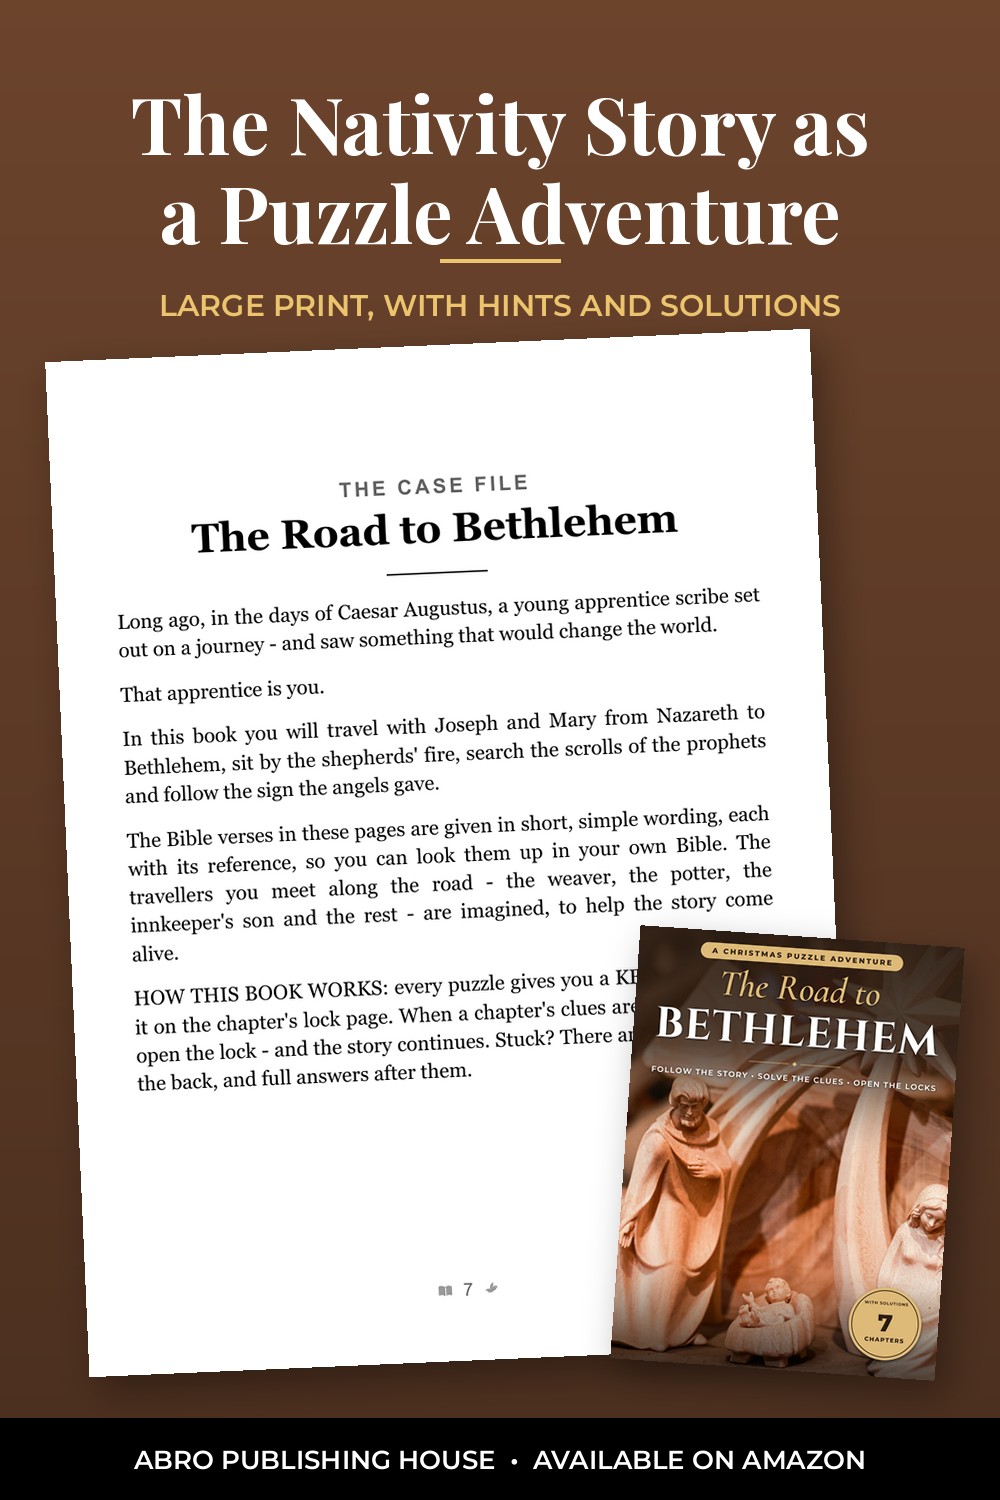 The Nativity Story as
a Puzzle Adventure
LARGE PRINT, WITH HINTS AND SOLUTIONS
THE CASE FILE
The Road to Bethlehem
Long ago, in the days of Caesar Augustus, a young apprentice scribe set
out on a journey - and saw something that would change the world.
That apprentice is you.
In this book you will travel with Joseph and Mary from Nazareth to
Bethlehem, sit by the shepherds' fire, search the scrolls of the prophets
and follow the sign the angels gave.
The Bible verses in these pages are given in short, simple wording, each
with its reference, so you can look them up in your own Bible. The
travellers you meet along the road - the weaver, the potter, the
innkeeper's son and the rest - are imagined, to help the story come
alive.
HOW THIS BOOK WORKS: every puzzle gives you a
it on the chapter's lock page. When a chapter's clues are
open the lock - and the story continues. Stuck? There
the back, and full answers after them.
7
A CHRISTMAS PUZZLE ADVENTURE
The Road to
BETHLEHEM
FOLLOW THE STORY • SOLVE THE CLUES • OPEN THE LOCKS
WITH SOLUTIONS
7
CHAPTERS
ABRO PUBLISHING HOUSE • AVAILABLE ON AMAZON